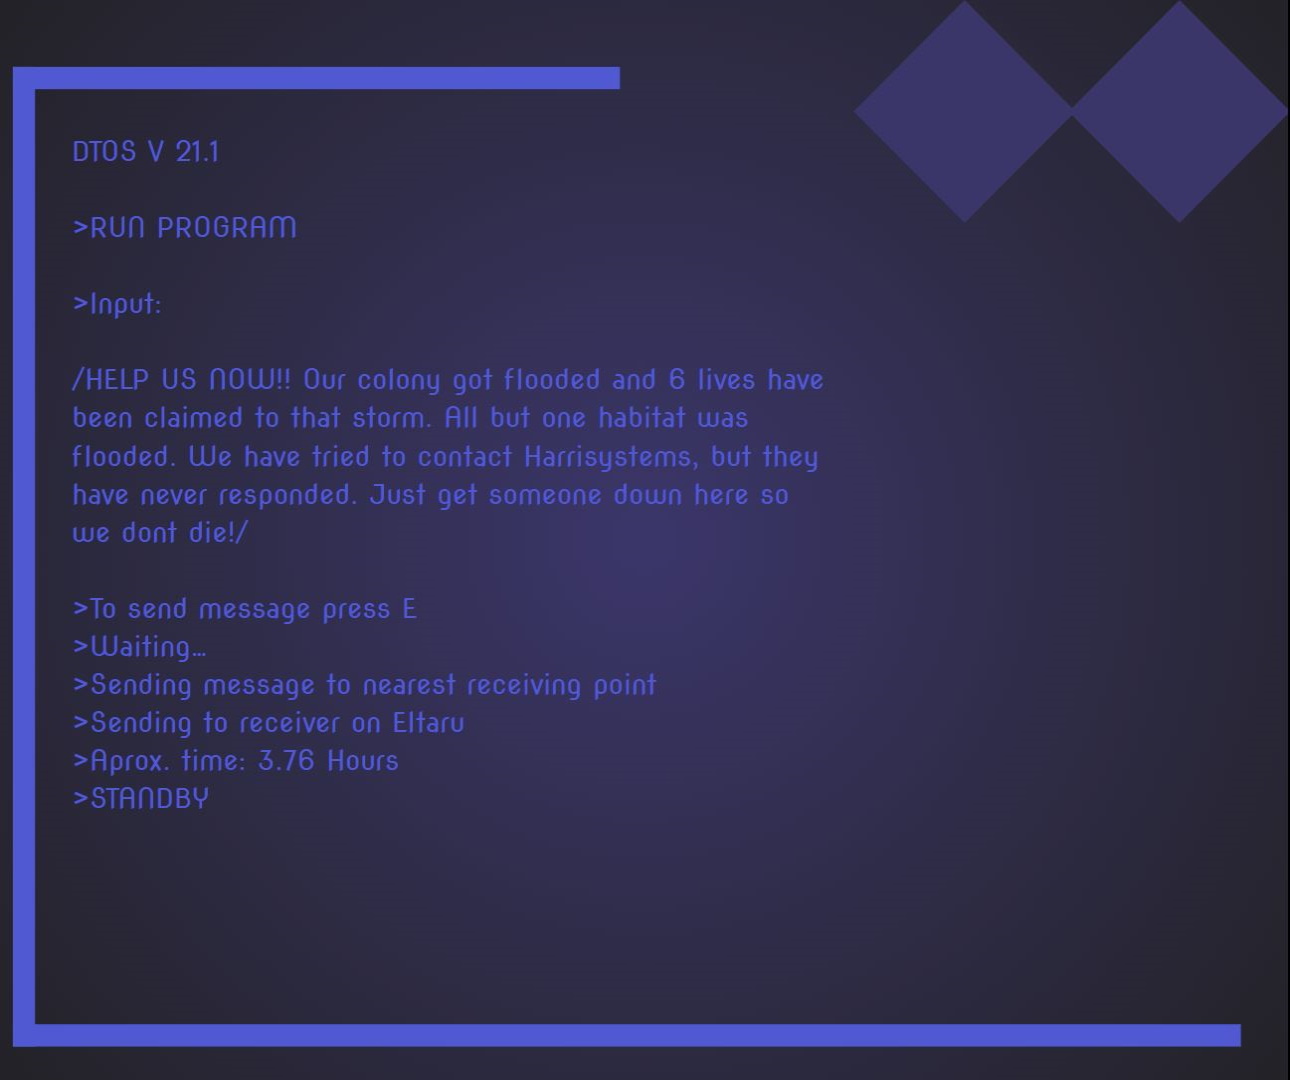 DTOS V 21.1
>RUN PROGRAM
>Input:
/HELP US NOW!! Our colony got flooded and 6 lives have
been claimed to that storm. All but one habitat was
flooded. We have tried to contact Harrisystems, but they
have never responded. Just get someone down here so
we dont die!/
>To send message press E
>Waiting...
>Sending message to nearest receiving point
>Sending to receiver on Eltaru
>Aprox. time: 3.76 Hours
>STANDBY